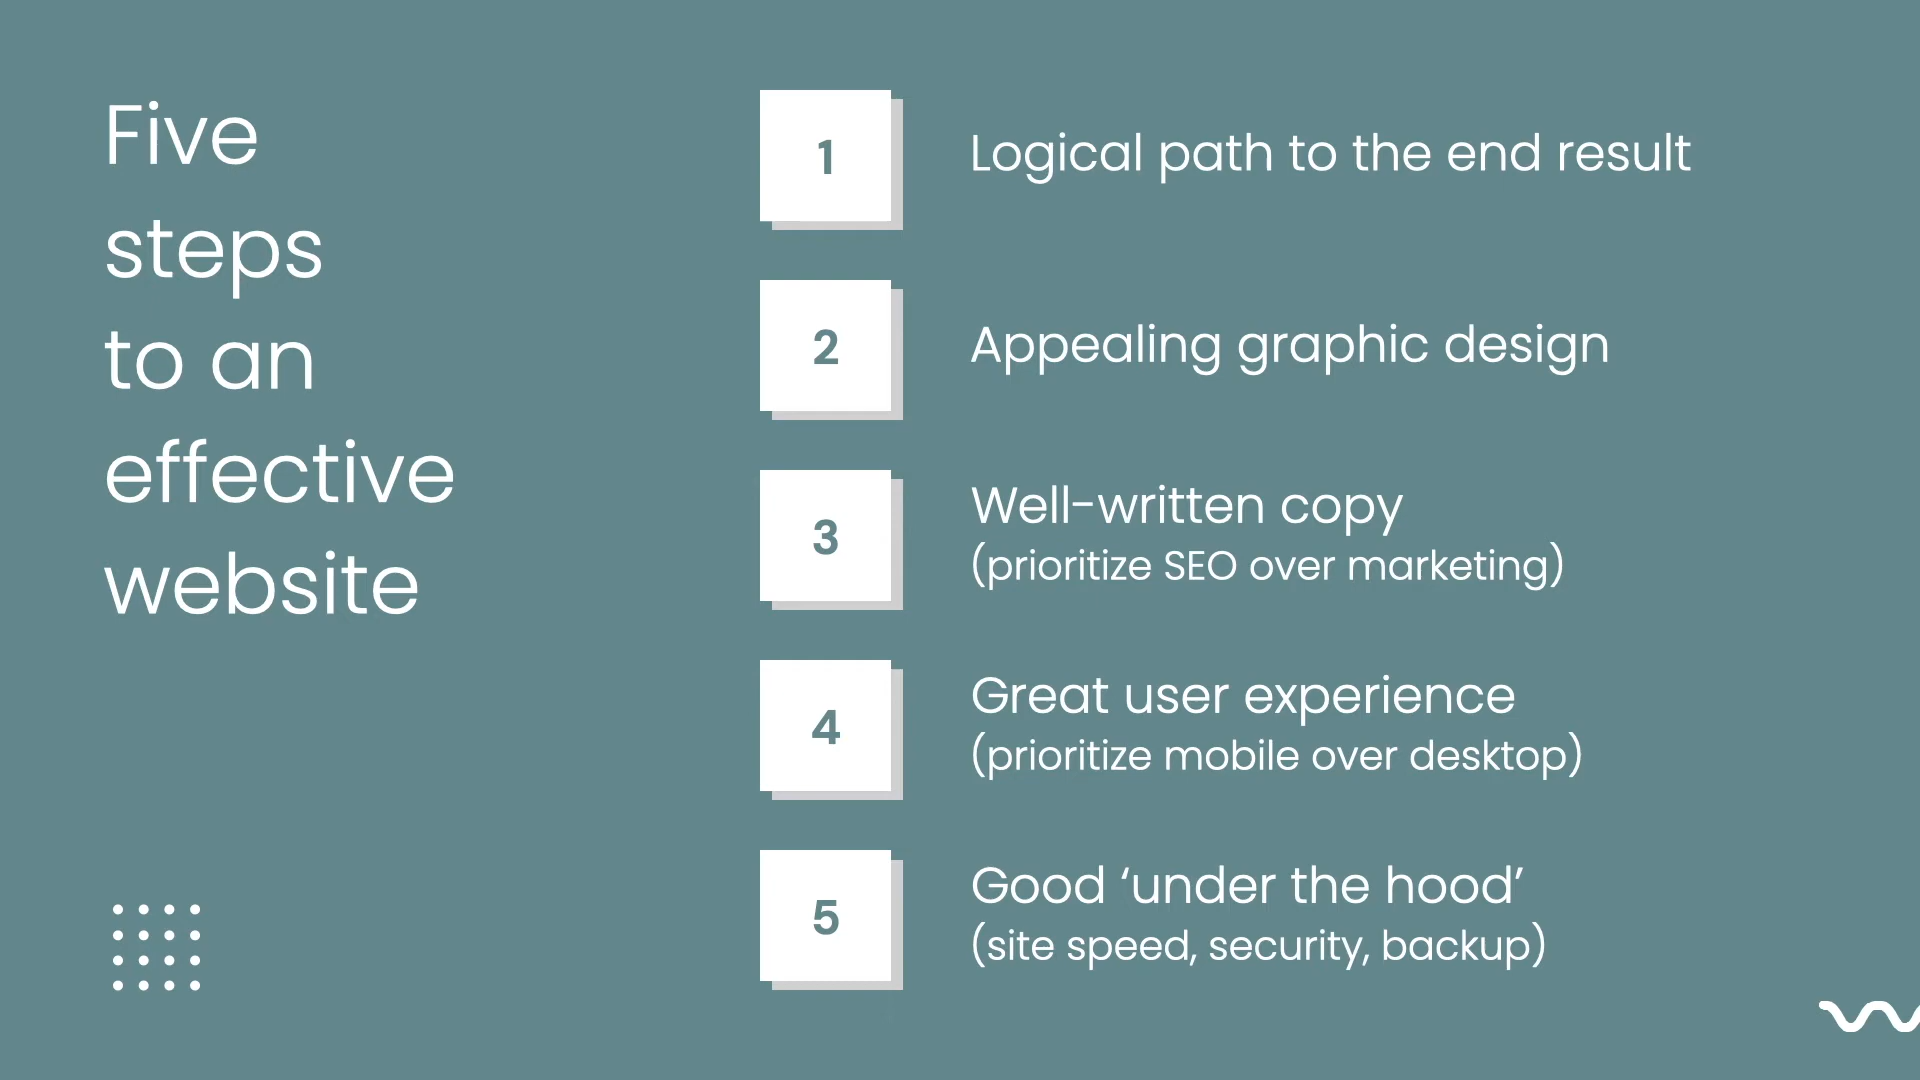 Five
steps
to an
effective
website
1
Logical path to the end result
2
Appealing graphic design
3
Well-written copy
(prioritize SEO over marketing)
4
Great user experience
(prioritize mobile over desktop)
5
Good ‘under the hood’
(site speed, security, backup)